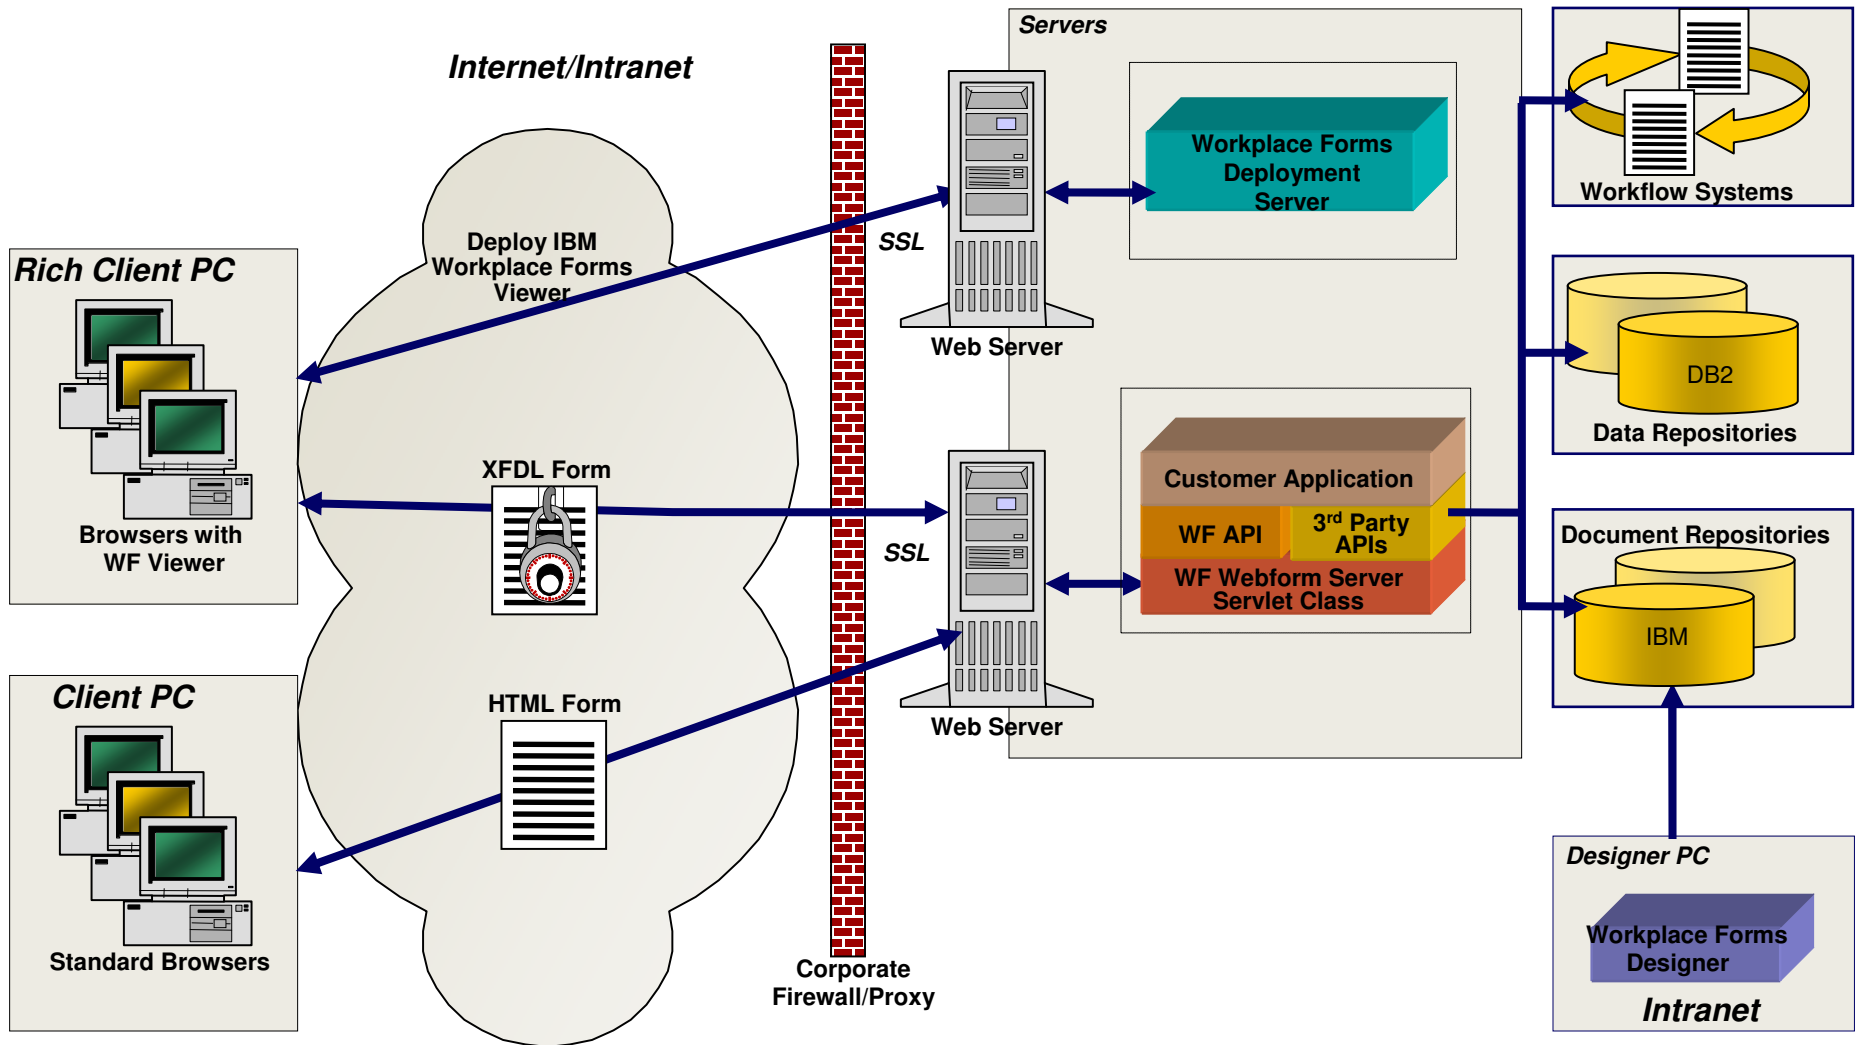 Servers
Internet/Intranet
Workplace Forms
Deployment
Server
Workflow Systems
SSL
Deploy IBM
Workplace Forms
Viewer
Rich Client PC
Web Server
DB2
Data Repositories
XFDL Form
Customer Application
WF API
3rd Party
APIs
Browsers with
WF Viewer
SSL
WF Webform Server
Servlet Class
Document Repositories
IBM
Client PC
HTML Form
Web Server
Standard Browsers
Corporate
Firewall/Proxy
Designer PC
Workplace Forms
Designer
Intranet